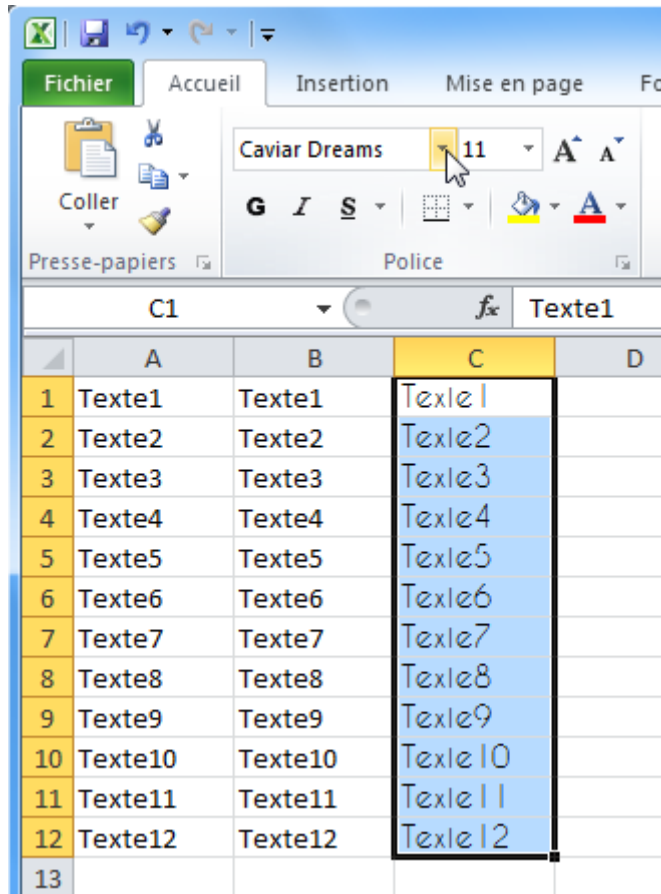 Fichier Accueil Insertion Mise en page Fo
Caviar Dreams 11 A A
Coller
G I S A
Presse-papiers Police
C1 fx Texte1
A B C D
1 Texte1 Texte1 Texte1
2 Texte2 Texte2 Texte2
3 Texte3 Texte3 Texte3
4 Texte4 Texte4 Texte4
5 Texte5 Texte5 Texte5
6 Texte6 Texte6 Texte6
7 Texte7 Texte7 Texte7
8 Texte8 Texte8 Texte8
9 Texte9 Texte9 Texte9
10 Texte10 Texte10 Texte10
11 Texte11 Texte11 Texte11
12 Texte12 Texte12 Texte12
13